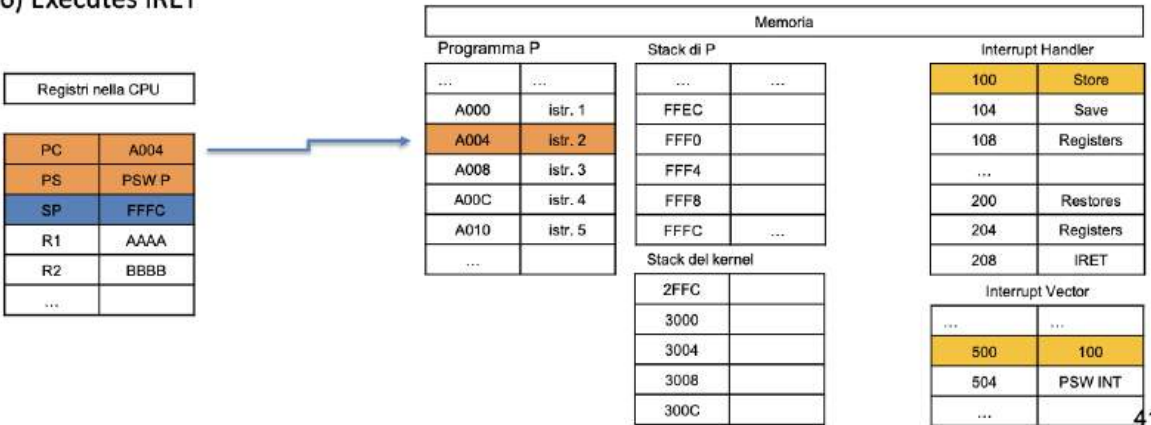 6) Executes IRET
Memoria
Registri nella CPU
PC A004
PS PSW P
SP FFFC
R1 AAAA
R2 BBBB
...
Programma P
... ...
A000 istr. 1
A004 istr. 2
A008 istr. 3
A00C istr. 4
A010 istr. 5
...
Stack di P
... ...
FFEC
FFF0
FFF4
FFF8
FFFC ...
Stack del kernel
2FFC
3000
3004
3008
300C
Interrupt Handler
100 Store
104 Save
108 Registers
...
200 Restores
204 Registers
208 IRET
Interrupt Vector
... ...
500 100
504 PSW INT
...
41